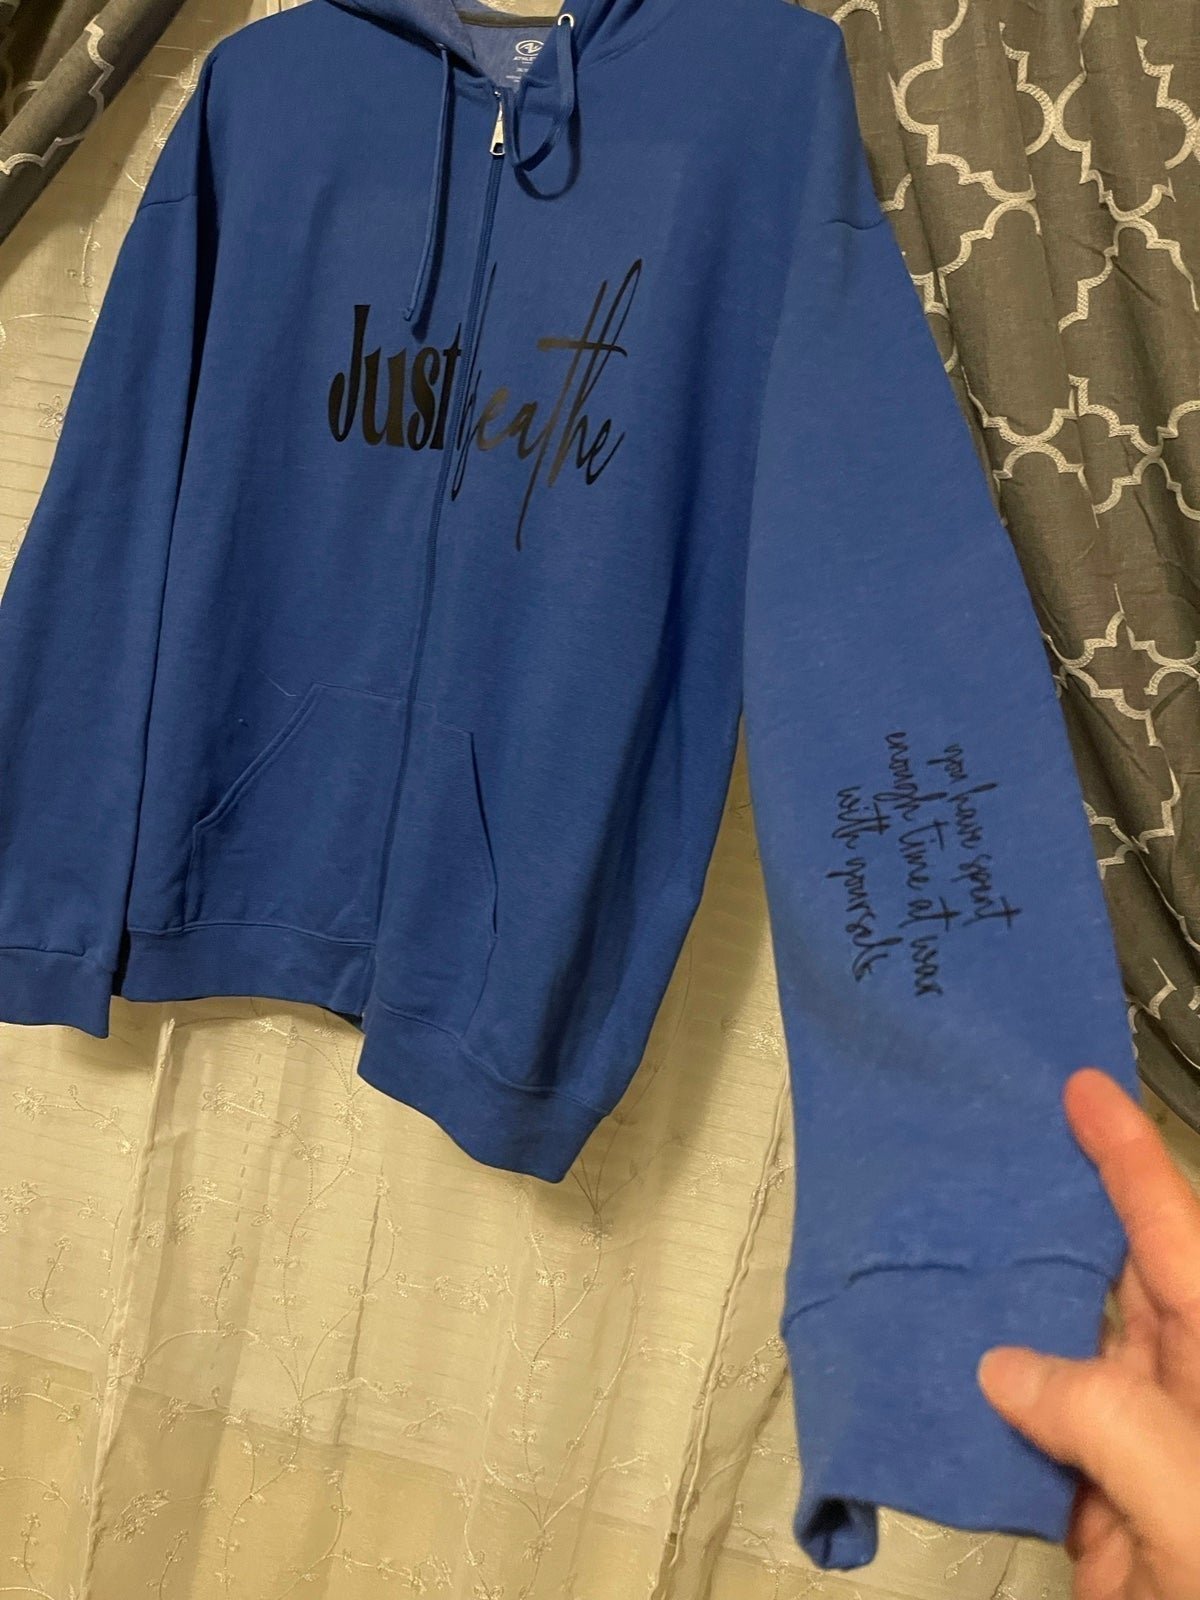 Just breathe
you have spent
enough time at war
with yourself